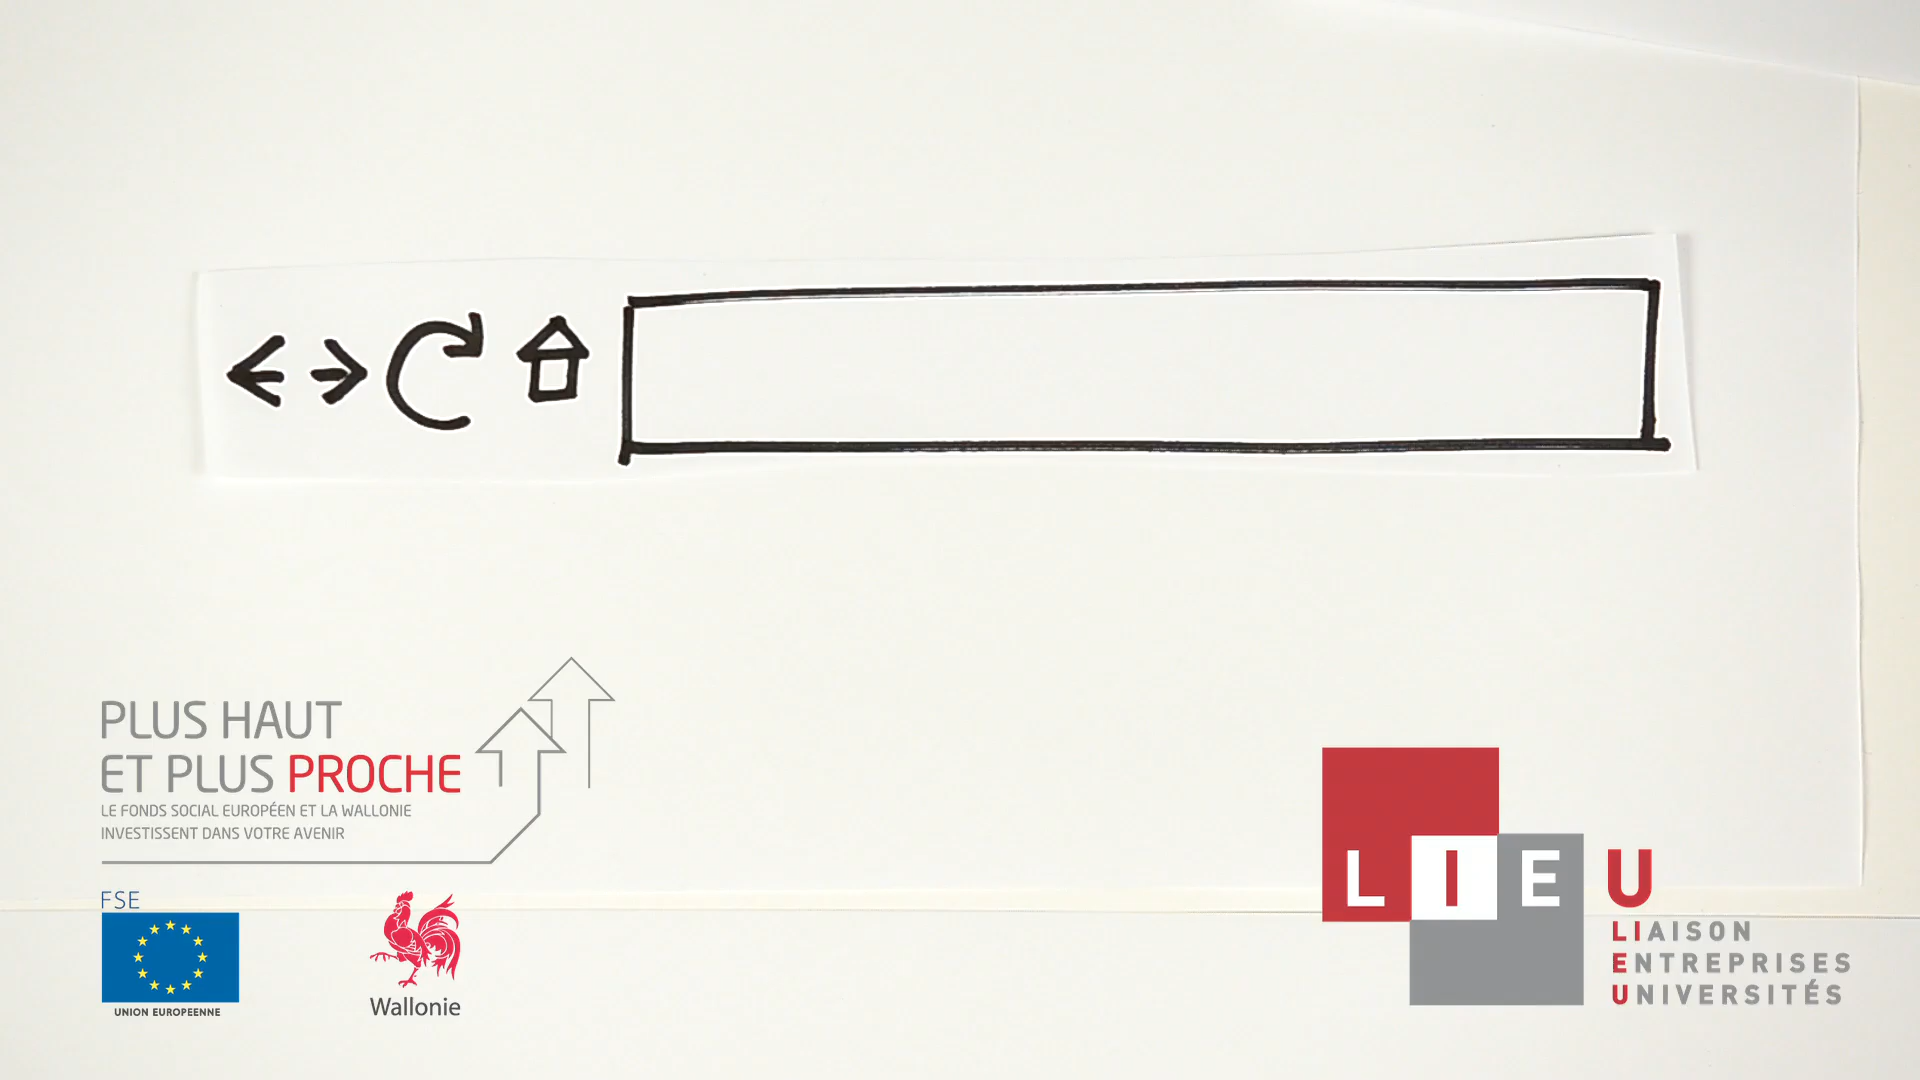 PLUS HAUT
ET PLUS PROCHE
LE FONDS SOCIAL EUROPÉEN ET LA WALLONIE
INVESTISSENT DANS VOTRE AVENIR
FSE
UNION EUROPEENNE
Wallonie
LIEU
LIAISON
ENTREPRISES
UNIVERSITÉS